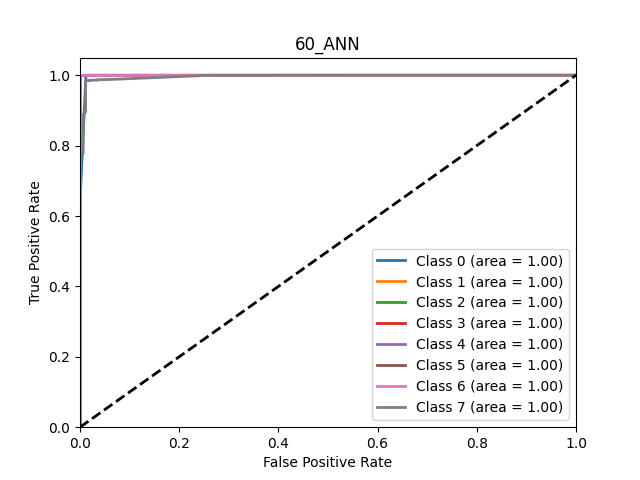 60_ANN
True Positive Rate
1.0
0.8
0.6
0.4
0.2
0.0
Class 0 (area = 1.00)
Class 1 (area = 1.00)
Class 2 (area = 1.00)
Class 3 (area = 1.00)
Class 4 (area = 1.00)
Class 5 (area = 1.00)
Class 6 (area = 1.00)
Class 7 (area = 1.00)
0.0 0.2 0.4 0.6 0.8 1.0
False Positive Rate